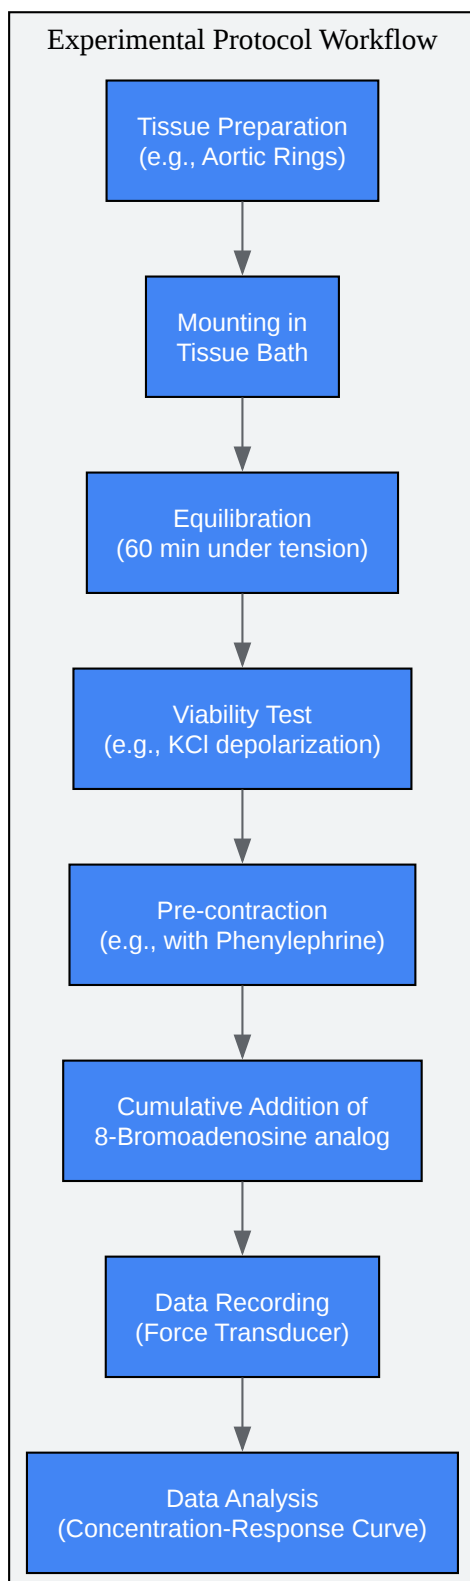 Experimental Protocol Workflow
Tissue Preparation
(e.g., Aortic Rings)
Mounting in
Tissue Bath
Equilibration
(60 min under tension)
Viability Test
(e.g., KCl depolarization)
Pre-contraction
(e.g., with Phenylephrine)
Cumulative Addition of
8-Bromoadenosine analog
Data Recording
(Force Transducer)
Data Analysis
(Concentration-Response Curve)